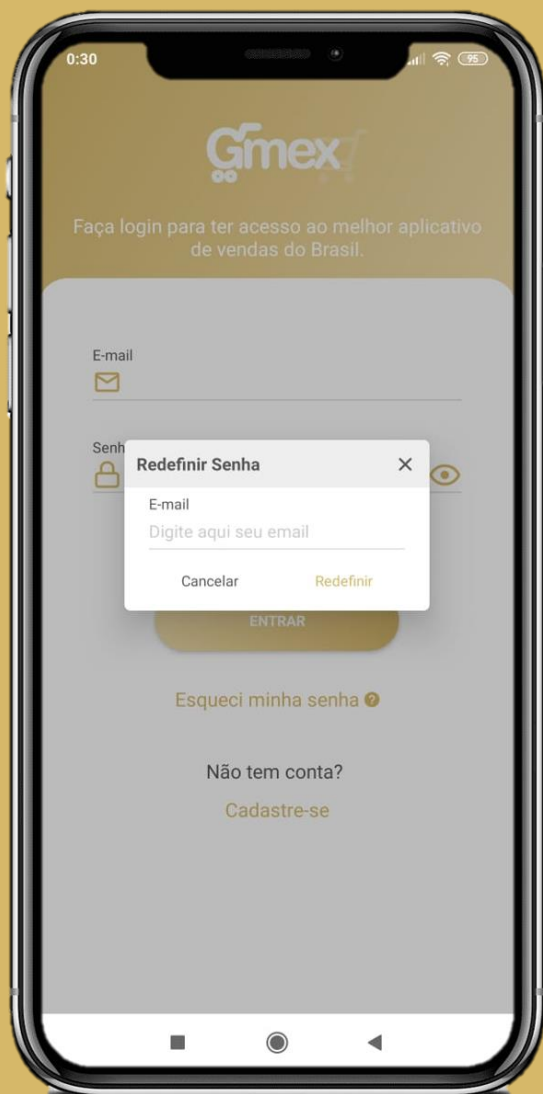 0:30
95
Gmex
Faça login para ter acesso ao melhor aplicativo
de vendas do Brasil.
E-mail
Senh
Redefinir Senha
E-mail
Digite aqui seu email
Cancelar
Redefinir
ENTRAR
Esqueci minha senha
Não tem conta?
Cadastre-se